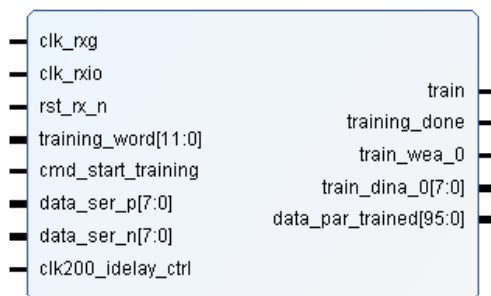 clk_rxg
clk_rxio
rst_rx_n
training_word[11:0]
cmd_start_training
data_ser_p[7:0]
data_ser_n[7:0]
clk200_idelay_ctrl
train
training_done
train_wea_0
train_dina_0[7:0]
data_par_trained[95:0]